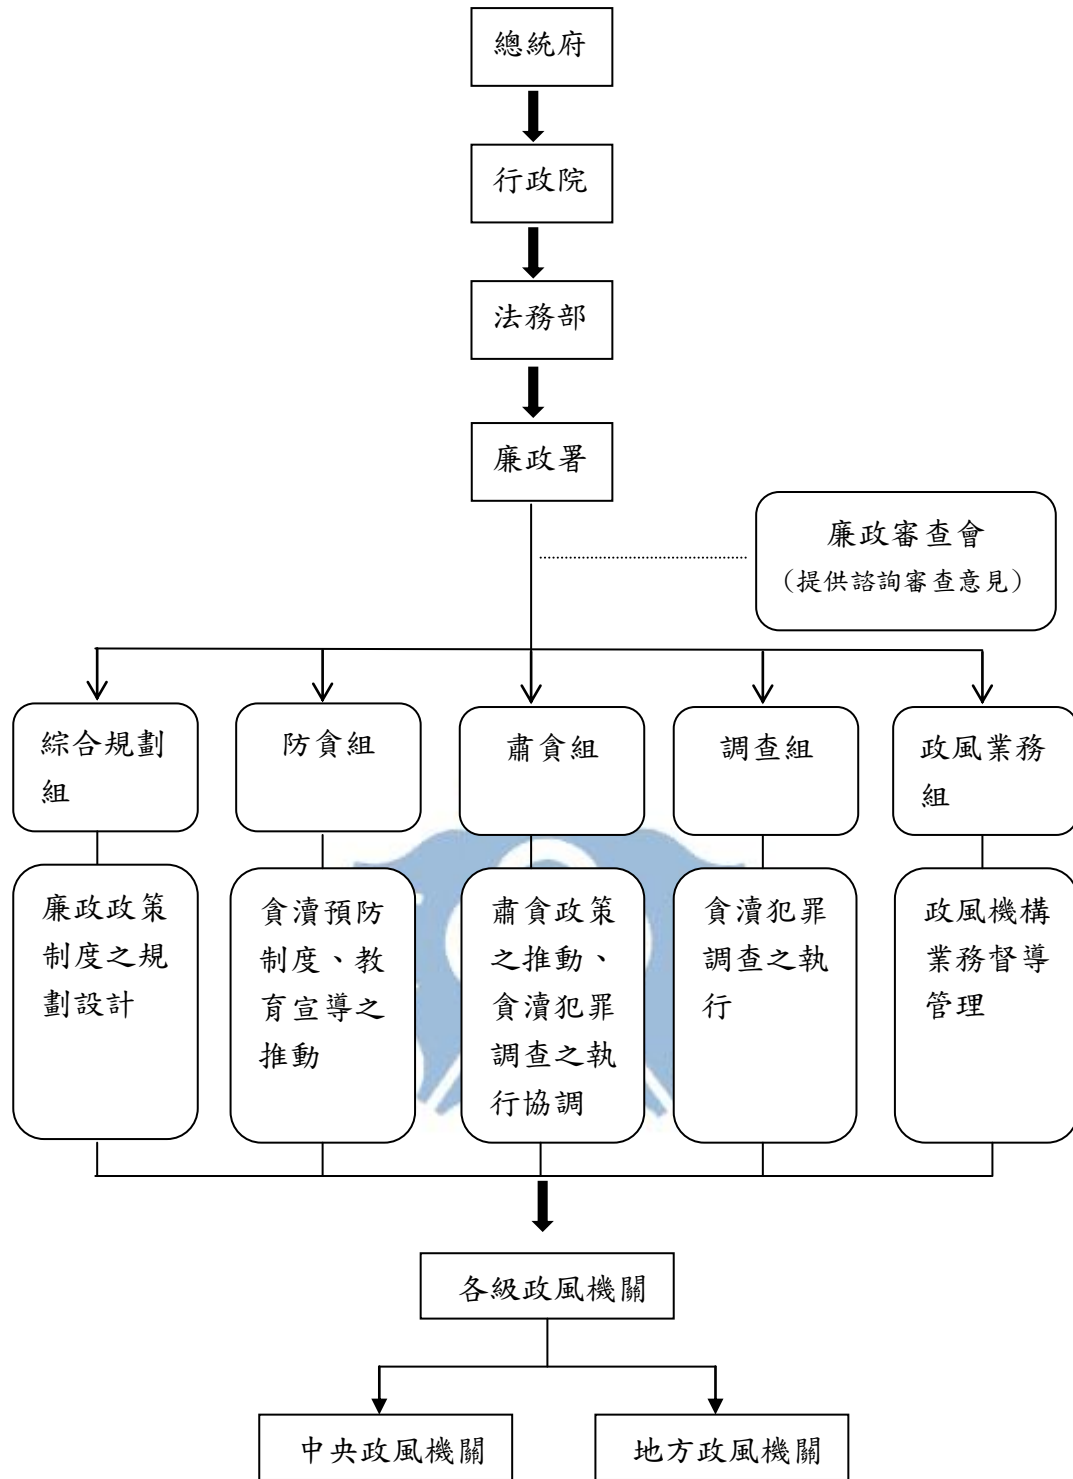 總統府
行政院
法務部
廉政署
廉政審查會
（提供諮詢審查意見）
綜合規劃
組
防貪組
肅貪組
調查組
政風業務
組
廉政政策
制度之規
劃設計
貪瀆預防
制度、教
育宣導之
推動
肅貪政策
之推動、
貪瀆犯罪
調查之執
行協調
貪瀆犯罪
調查之執
行
政風機構
業務督導
管理
各級政風機關
中央政風機關
地方政風機關